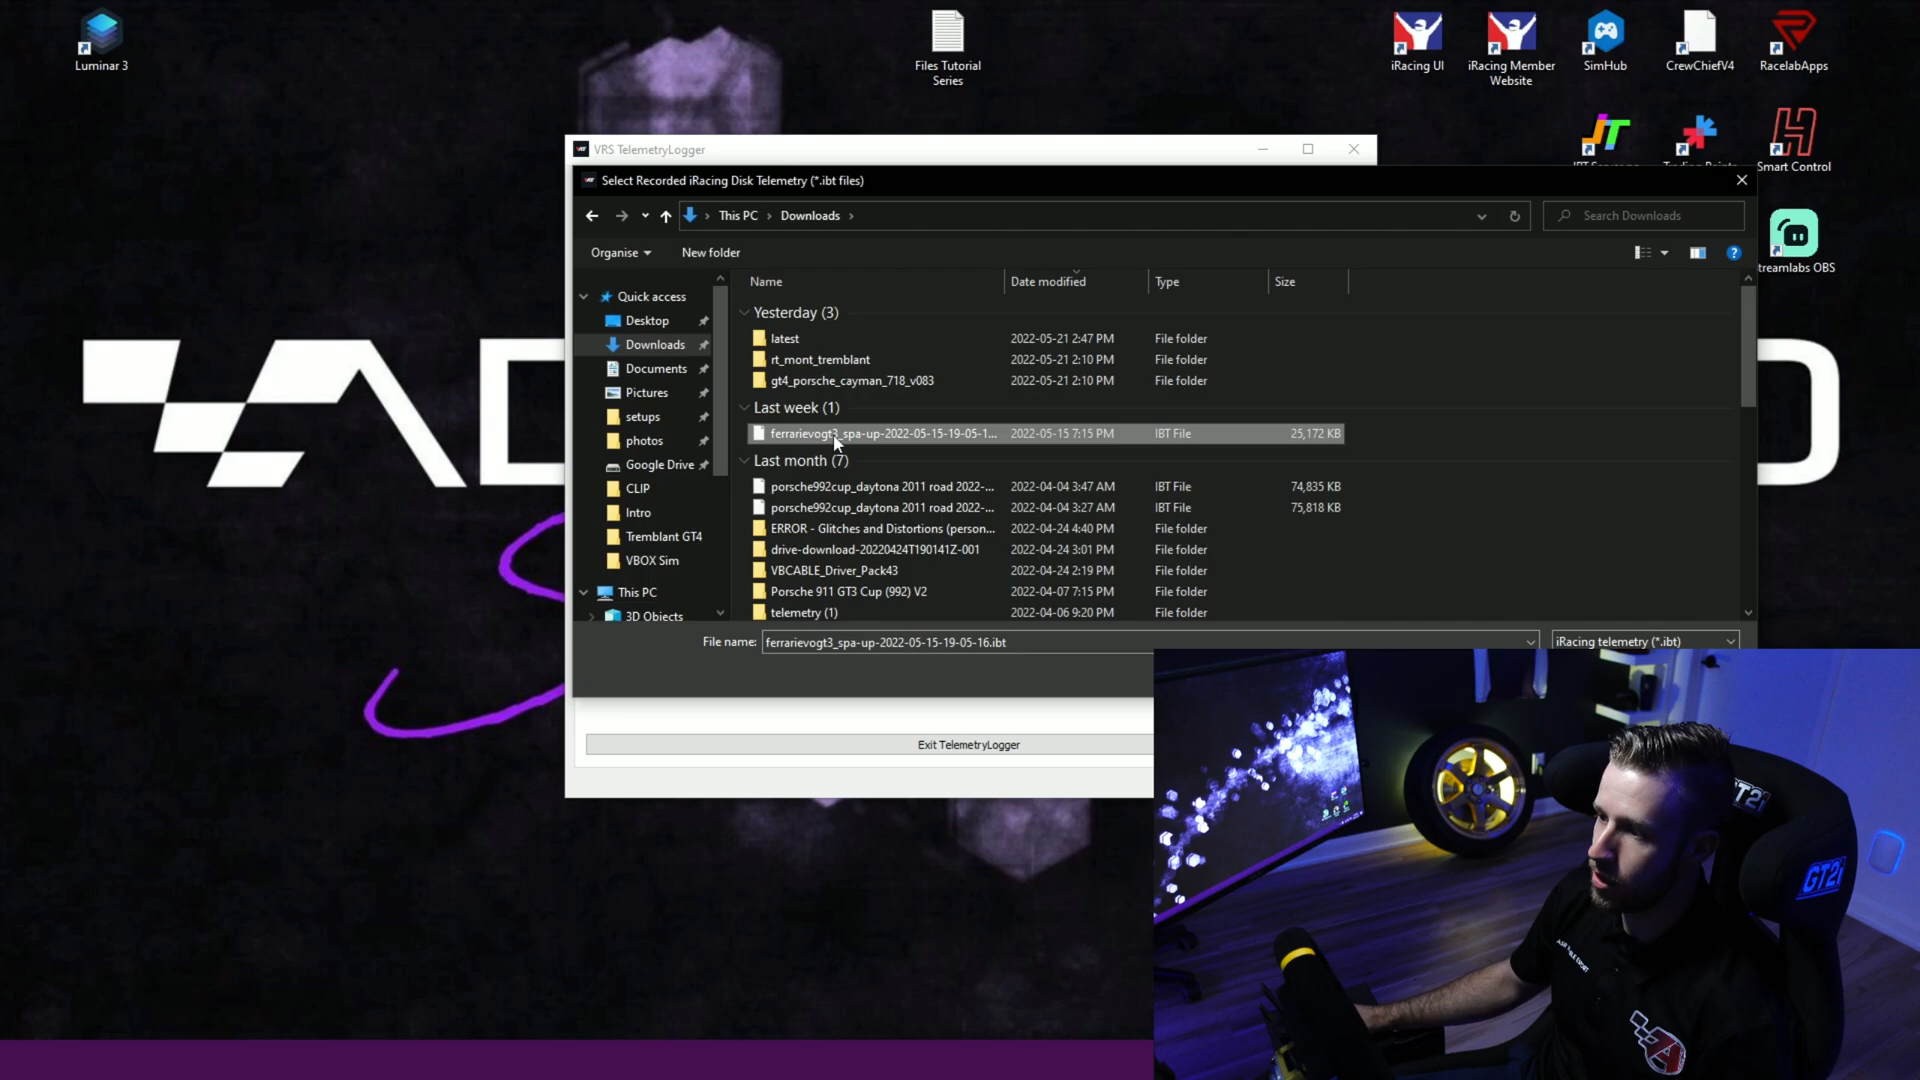 Luminar 3
Files Tutorial
Series
iRacing UI
iRacing Member
Website
SimHub
CrewChiefV4
RacelabApps
Smart Control
treamlabs OBS
VRS TelemetryLogger
Select Recorded iRacing Disk Telemetry (*.ibt files)
This PC > Downloads >
Search Downloads
Organise
New folder
Name
Date modified
Type
Size
Quick access
Desktop
Downloads
Documents
Pictures
setups
photos
Google Drive
CLIP
Intro
Tremblant GT4
VBOX Sim
This PC
3D Objects
Yesterday (3)
latest 2022-05-21 2:47 PM File folder
rt_mont_tremblant 2022-05-21 2:10 PM File folder
gt4_porsche_cayman_718_v083 2022-05-21 2:10 PM File folder
Last week (1)
ferrarievogt3_spa-up-2022-05-15-19-05-1... 2022-05-15 7:15 PM IBT File 25,172 KB
Last month (7)
porsche992cup_daytona 2011 road 2022-... 2022-04-04 3:47 AM IBT File 74,835 KB
porsche992cup_daytona 2011 road 2022-... 2022-04-04 3:27 AM IBT File 75,818 KB
ERROR - Glitches and Distortions (person... 2022-04-24 4:40 PM File folder
drive-download-20220424T190141Z-001 2022-04-24 3:01 PM File folder
VBCABLE_Driver_Pack43 2022-04-24 2:19 PM File folder
Porsche 911 GT3 Cup (992) V2 2022-04-07 7:15 PM File folder
telemetry (1) 2022-04-06 9:20 PM File folder
File name: ferrarievogt3_spa-up-2022-05-15-19-05-16.ibt
iRacing telemetry (*.ibt)
Exit TelemetryLogger
GT2i
GT2i